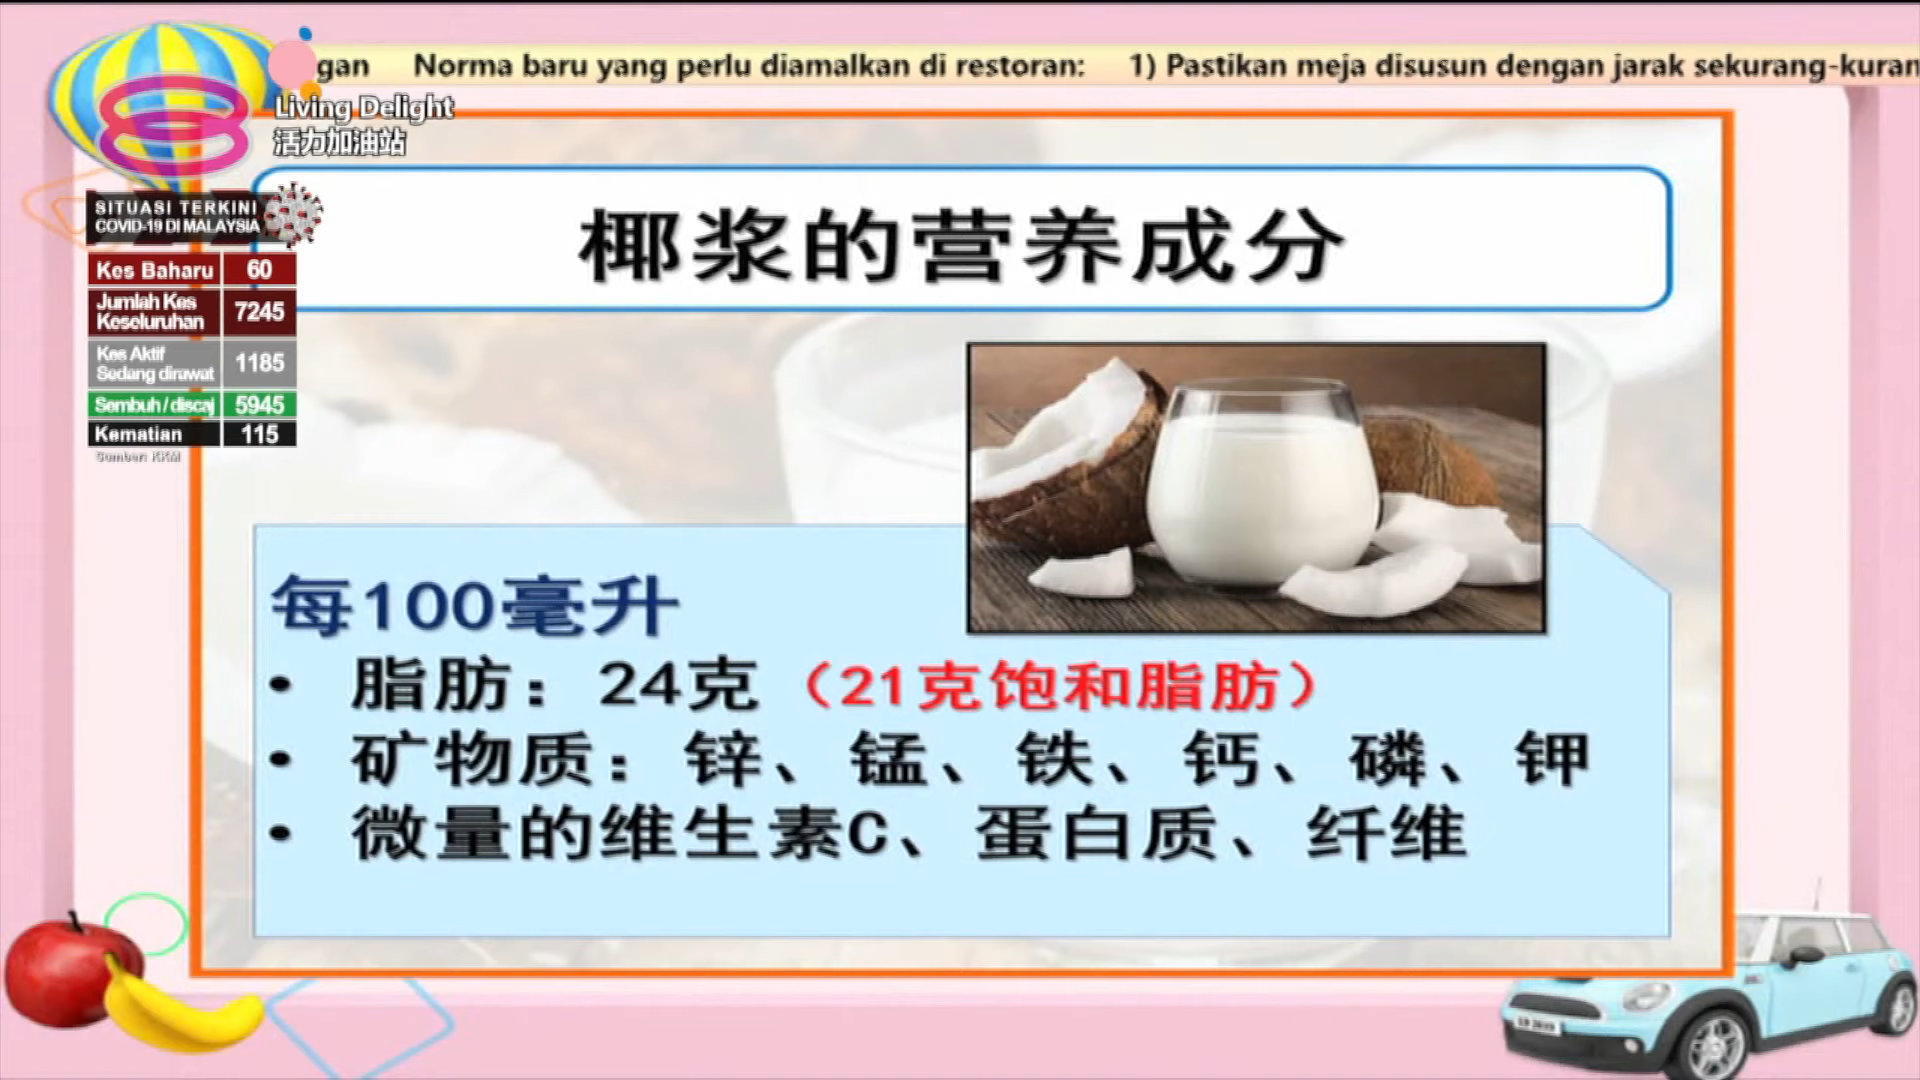 gan Norma baru yang perlu diamalkan di restoran: 1) Pastikan meja disusun dengan jarak sekurang-kuran
Living Delight
活力加油站
SITUASI TERKINI
COVID-19 DI MALAYSIA
Kes Baharu 60
Jumlah Kes Keseluruhan 7245
Kes Aktif Sedang dirawat 1185
Sembuh / discaj 5945
Kematian 115
Sumber: KKM
椰浆的营养成分
每100毫升
• 脂肪：24克（21克饱和脂肪）
• 矿物质：锌、锰、铁、钙、磷、钾
• 微量的维生素C、蛋白质、纤维